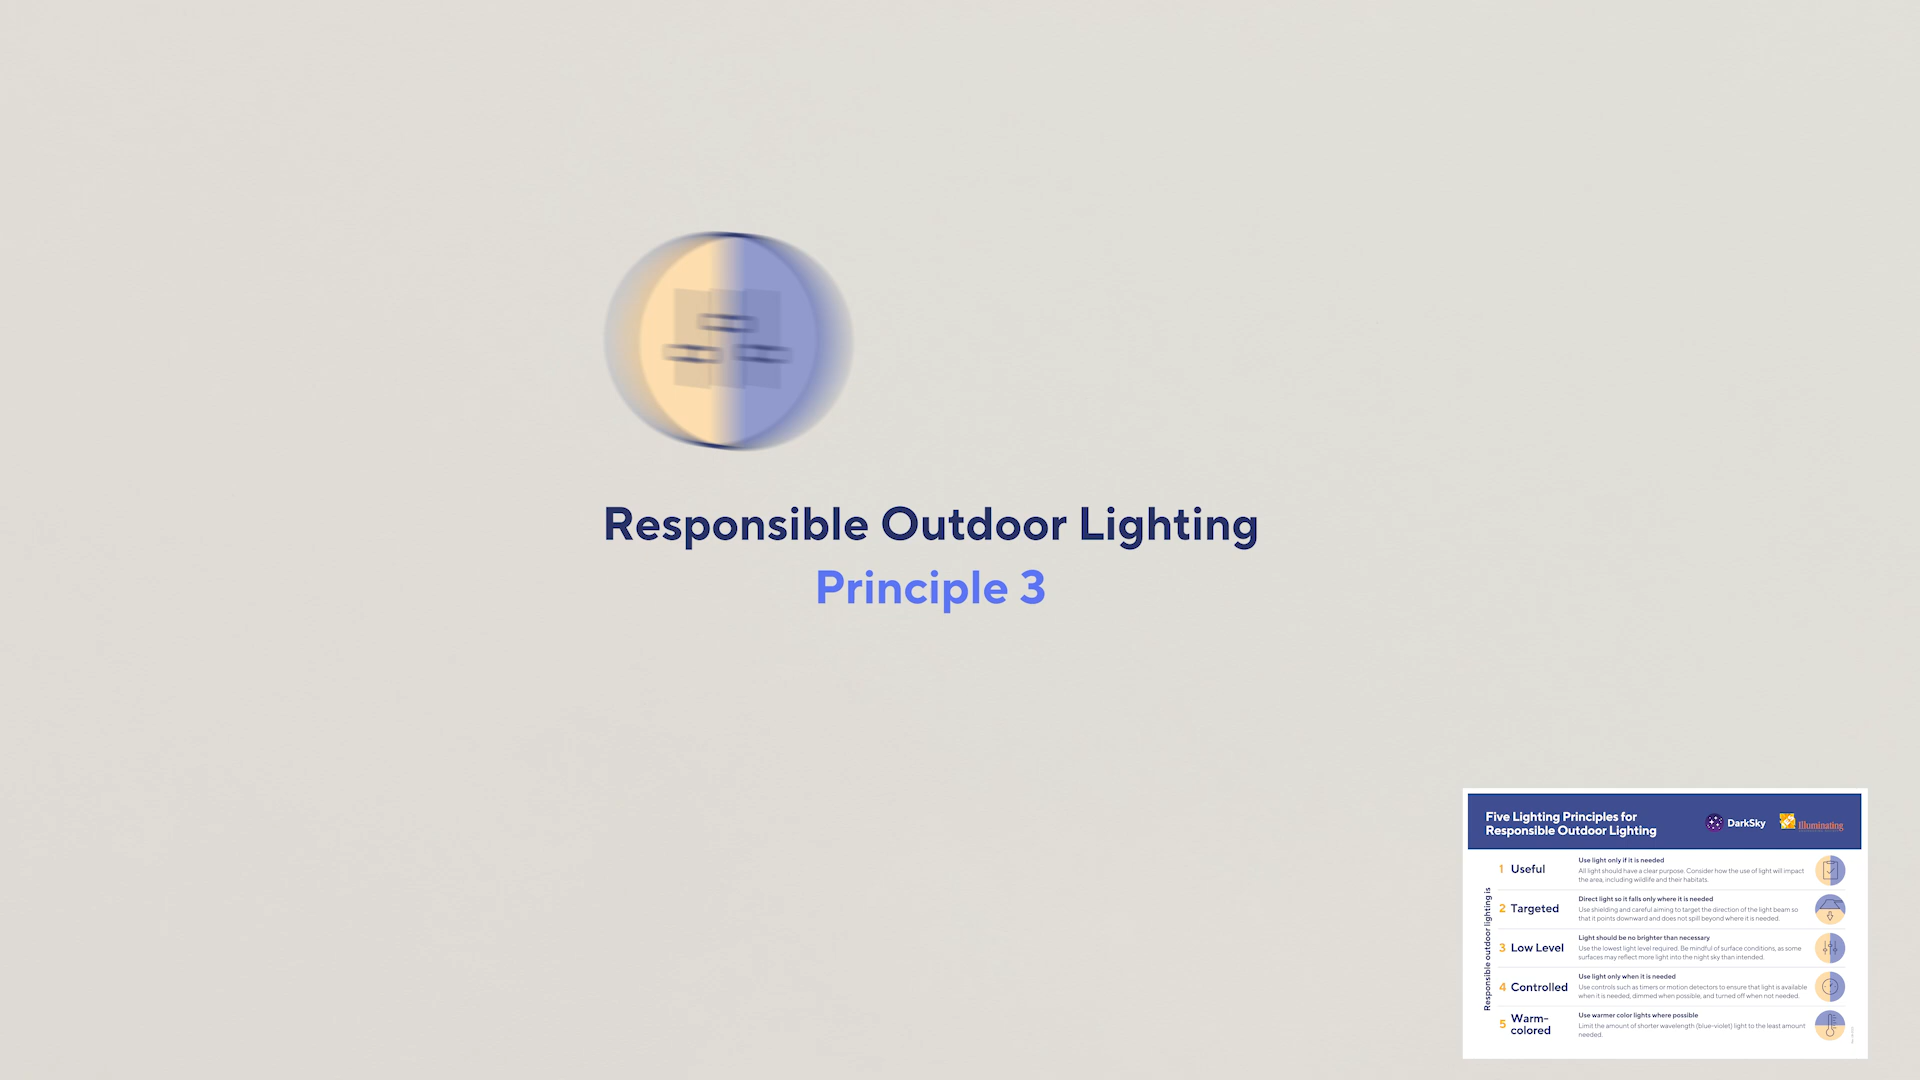 Responsible Outdoor Lighting
Principle 3
Five Lighting Principles for
Responsible Outdoor Lighting
DarkSky
IES
Illuminating
Responsible outdoor lighting is
1 Useful
Use light only if it is needed
All light should have a clear purpose. Consider how the use of light will impact
the area, including wildlife and their habitats.
2 Targeted
Direct light so it falls only where it is needed
Use shielding and careful aiming to target the direction of the light beam so
that it points downward and does not spill beyond where it is needed.
3 Low Level
Light should be no brighter than necessary
Use the lowest light level required. Be mindful of surface conditions, as some
surfaces may reflect more light into the night sky than intended.
4 Controlled
Use light only when it is needed
Use controls such as timers or motion detectors to ensure that light is available
when it is needed, dimmed when possible, and turned off when not needed.
5 Warm-
colored
Use warmer color lights where possible
Limit the amount of shorter wavelength (blue-violet) light to the least amount
needed.